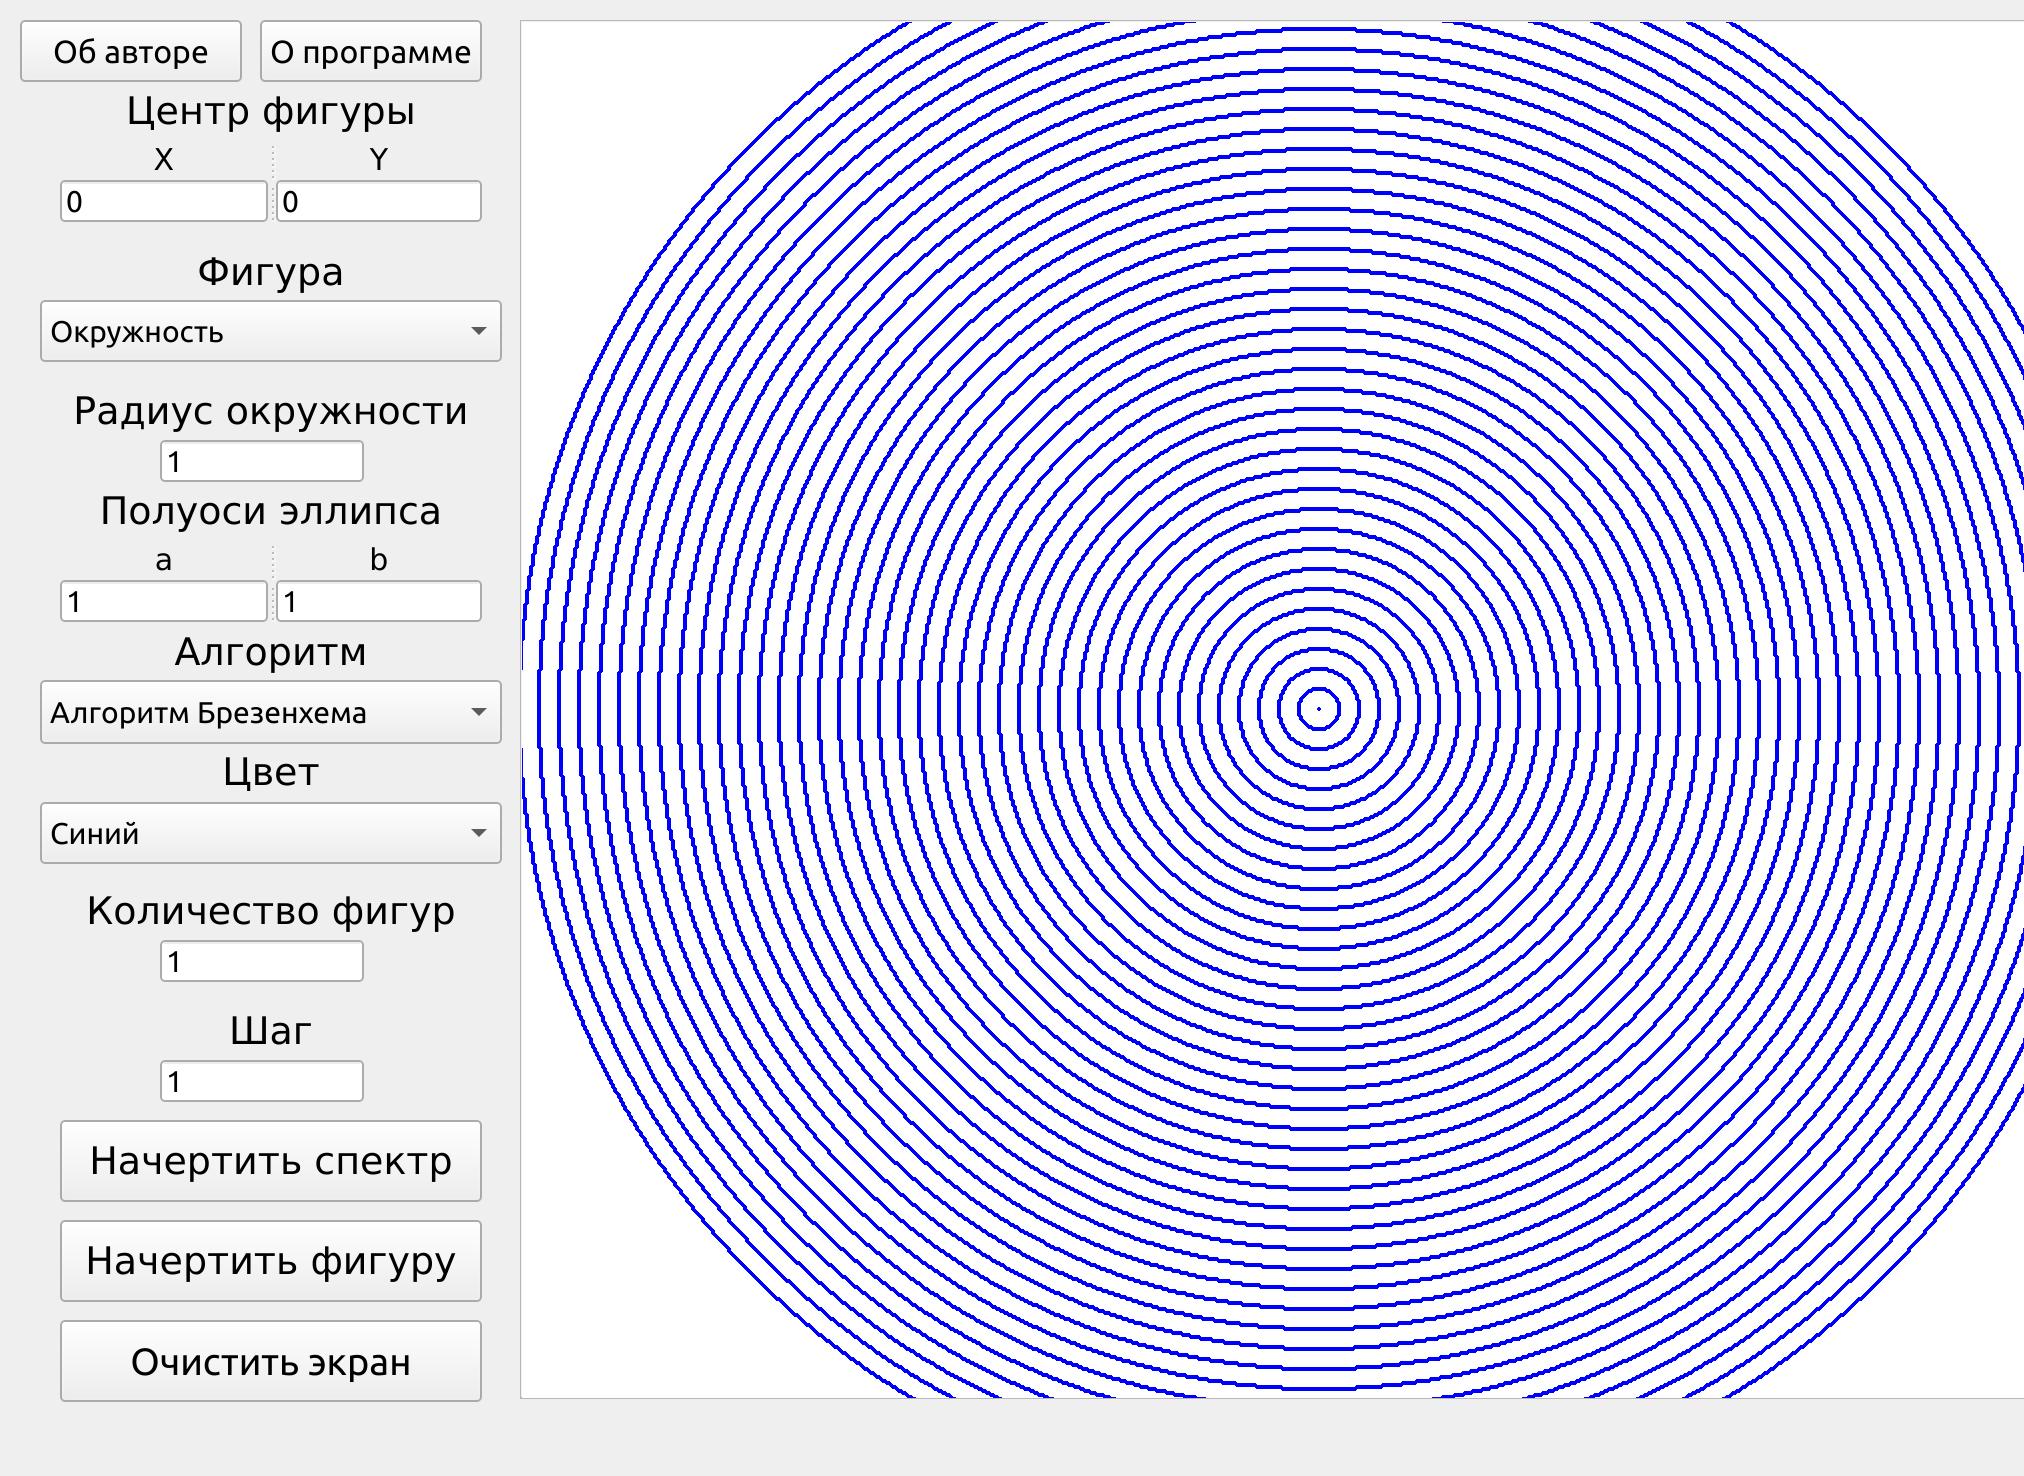 Об авторе О программе
Центр фигуры
X Y
0 0
Фигура
Окружность
Радиус окружности
1
Полуоси эллипса
a b
1 1
Алгоритм
Алгоритм Брезенхема
Цвет
Синий
Количество фигур
1
Шаг
1
Начертить спектр
Начертить фигуру
Очистить экран